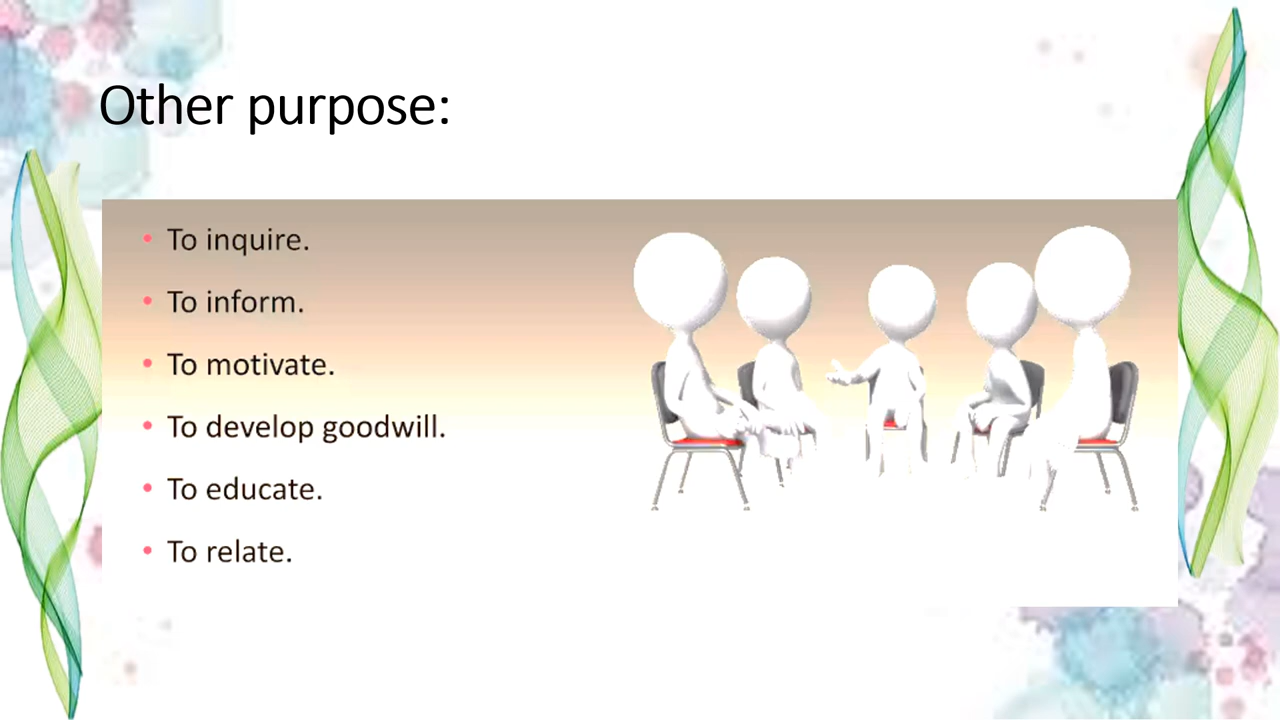 Other purpose:
• To inquire.
• To inform.
• To motivate.
• To develop goodwill.
• To educate.
• To relate.